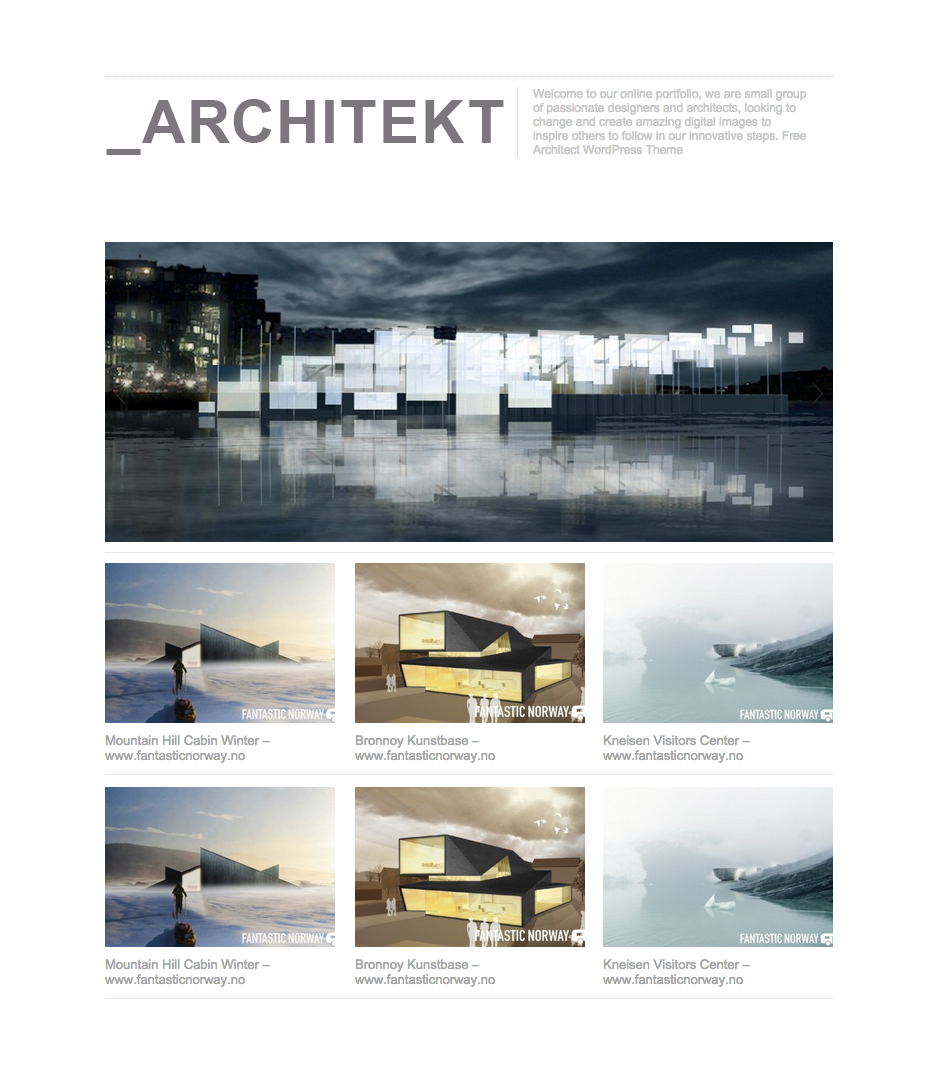 _ARCHITEKT
Welcome to our online portfolio, we are small group
of passionate designers and architects, looking to
change and create amazing digital images to
inspire others to follow in our innovative steps. Free
Architect WordPress Theme
FANTASTIC NORWAY
FANTASTIC NORWAY
FANTASTIC NORWAY
Mountain Hill Cabin Winter –
www.fantasticnorway.no
Bronnoy Kunstbase –
www.fantasticnorway.no
Kneisen Visitors Center –
www.fantasticnorway.no
FANTASTIC NORWAY
FANTASTIC NORWAY
FANTASTIC NORWAY
Mountain Hill Cabin Winter –
www.fantasticnorway.no
Bronnoy Kunstbase –
www.fantasticnorway.no
Kneisen Visitors Center –
www.fantasticnorway.no